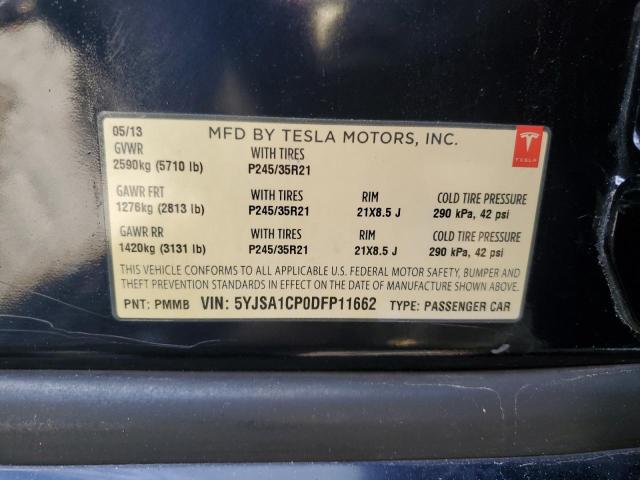 05/13 MFD BY TESLA MOTORS, INC.
GVWR WITH TIRES TESLA
2590kg (5710 lb) P245/35R21
GAWR FRT WITH TIRES RIM COLD TIRE PRESSURE
1276kg (2813 lb) P245/35R21 21X8.5 J 290 kPa, 42 psi
GAWR RR WITH TIRES RIM COLD TIRE PRESSURE
1420kg (3131 lb) P245/35R21 21X8.5 J 290 kPa, 42 psi
THIS VEHICLE CONFORMS TO ALL APPLICABLE U.S. FEDERAL MOTOR SAFETY, BUMPER AND
THEFT PREVENTION STANDARDS IN EFFECT ON THE DATE OF MANUFACTURE SHOWN ABOVE.
PNT: PMMB VIN: 5YJSA1CP0DFP11662 TYPE: PASSENGER CAR